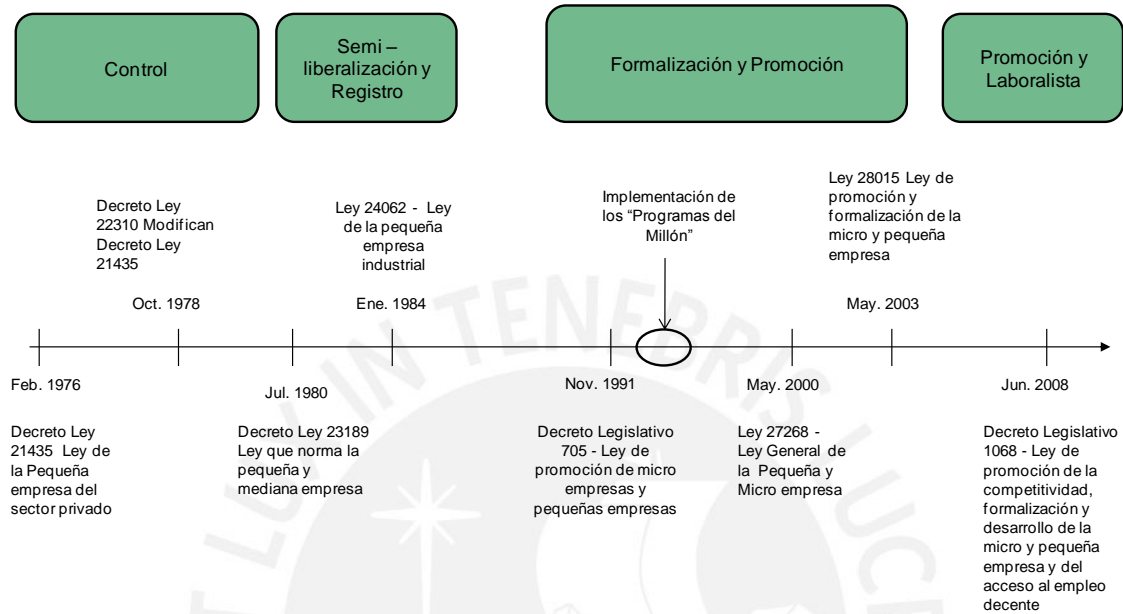 Control
Semi –
liberalización y
Registro
Formalización y Promoción
Promoción y
Laboralista
Decreto Ley
22310 Modifican
Decreto Ley
21435
Oct. 1978
Ley 24062 - Ley
de la pequeña
empresa
industrial
Ene. 1984
Implementación de
los “Programas del
Millón”
Ley 28015 Ley de
promoción y
formalización de la
micro y pequeña
empresa
May. 2003
Feb. 1976
Decreto Ley
21435 Ley de
la Pequeña
empresa del
sector privado
Jul. 1980
Decreto Ley 23189
Ley que norma la
pequeña y
mediana empresa
Nov. 1991
Decreto Legislativo
705 - Ley de
promoción de micro
empresas y
pequeñas empresas
May. 2000
Ley 27268 -
Ley General de
la Pequeña y
Micro empresa
Jun. 2008
Decreto Legislativo
1068 - Ley de
promoción de la
competitividad,
formalización y
desarrollo de la
micro y pequeña
empresa y del
acceso al empleo
decente
ET LUX IN TENEBRIS LUCET